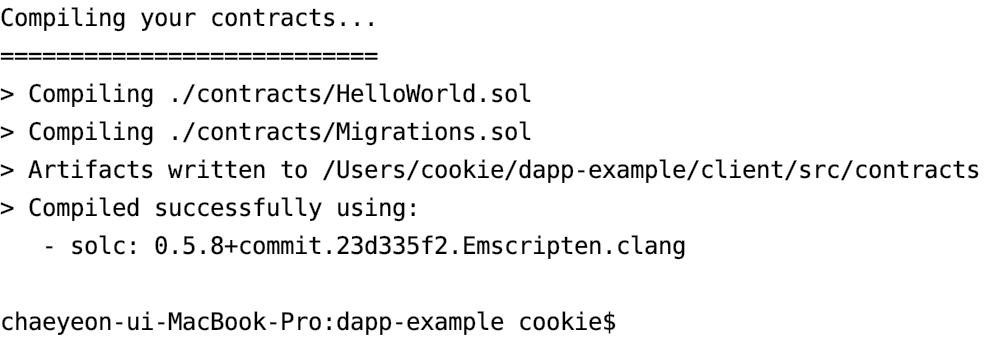 Compiling your contracts...
===========================
> Compiling ./contracts/HelloWorld.sol
> Compiling ./contracts/Migrations.sol
> Artifacts written to /Users/cookie/dapp-example/client/src/contracts
> Compiled successfully using:
   - solc: 0.5.8+commit.23d335f2.Emscripten.clang
chaeyeon-ui-MacBook-Pro:dapp-example cookie$